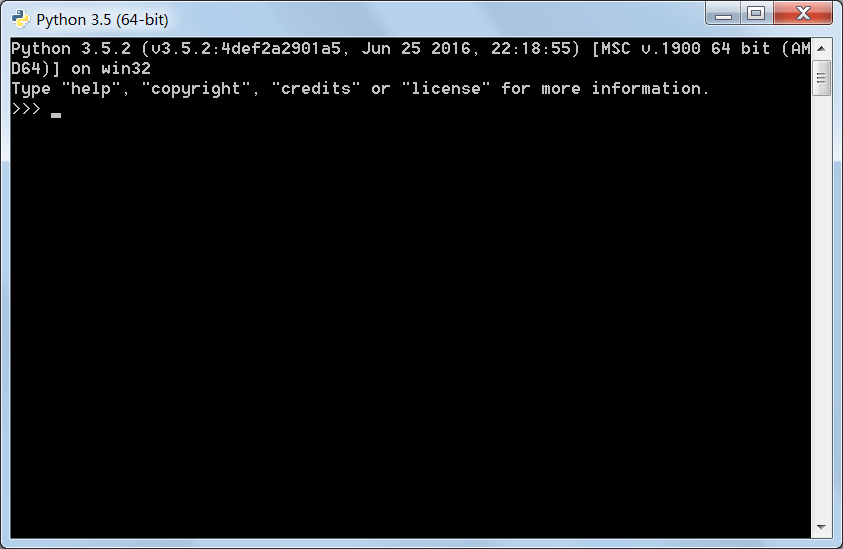 Python 3.5 (64-bit)
Python 3.5.2 (v3.5.2:4def2a2901a5, Jun 25 2016, 22:18:55) [MSC v.1900 64 bit (AM
D64)] on win32
Type "help", "copyright", "credits" or "license" for more information.
>>> _